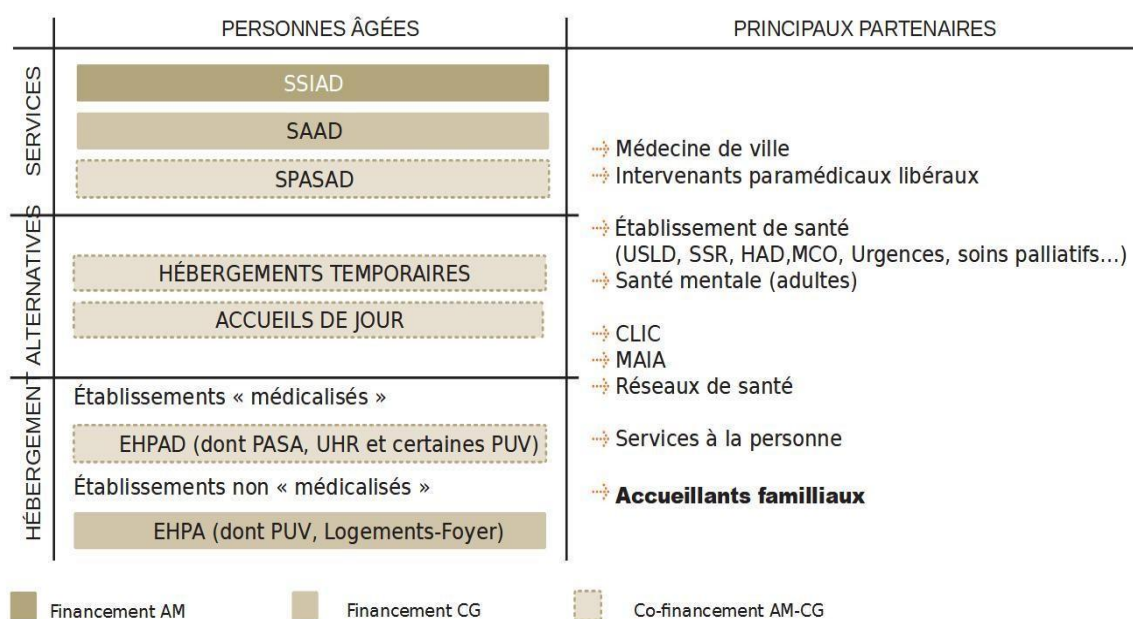 PERSONNES ÂGÉES
PRINCIPAUX PARTENAIRES
SERVICES
SSIAD
SAAD
SPASAD
ALTERNATIVES
HÉBERGEMENTS TEMPORAIRES
ACCUEILS DE JOUR
HÉBERGEMENT
Établissements « médicalisés »
EHPAD (dont PASA, UHR et certaines PUV)
Établissements non « médicalisés »
EHPA (dont PUV, Logements-Foyer)
Médecine de ville
Intervenants paramédicaux libéraux
Établissement de santé
(USLD, SSR, HAD,MCO, Urgences, soins palliatifs...)
Santé mentale (adultes)
CLIC
MAIA
Réseaux de santé
Services à la personne
Accueillants familliaux
Financement AM
Financement CG
Co-financement AM-CG